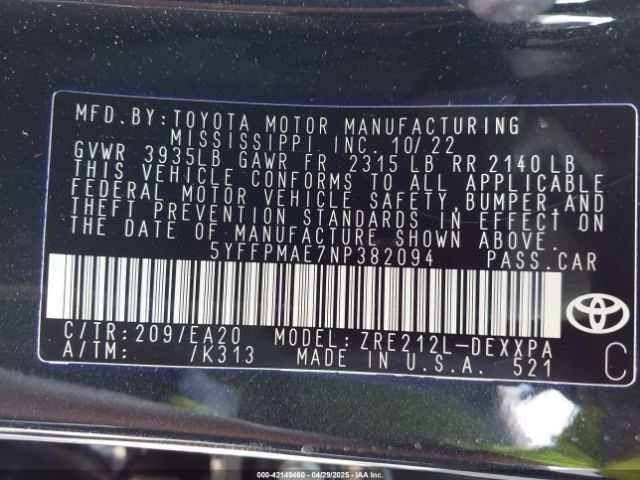 MFD.BY:TOYOTA MOTOR MANUFACTURING
MISSISSIPPI INC. 10/22
GVWR 3935LB GAWR FR 2315 LB RR 2140 LB
THIS VEHICLE CONFORMS TO ALL APPLICABLE
FEDERAL MOTOR VEHICLE SAFETY,BUMPER,AND
THEFT PREVENTION STANDARDS IN EFFECT ON
THE DATE OF MANUFACTURE SHOWN ABOVE.
5YFFPMAE7NP382094 PASS.CAR
C/TR:209/EA20 MODEL:ZRE212L-DEXXPA
A/TM: /K313 MADE IN U.S.A. 521
C
000-42149460 - 04/29/2025 - IAA Inc.